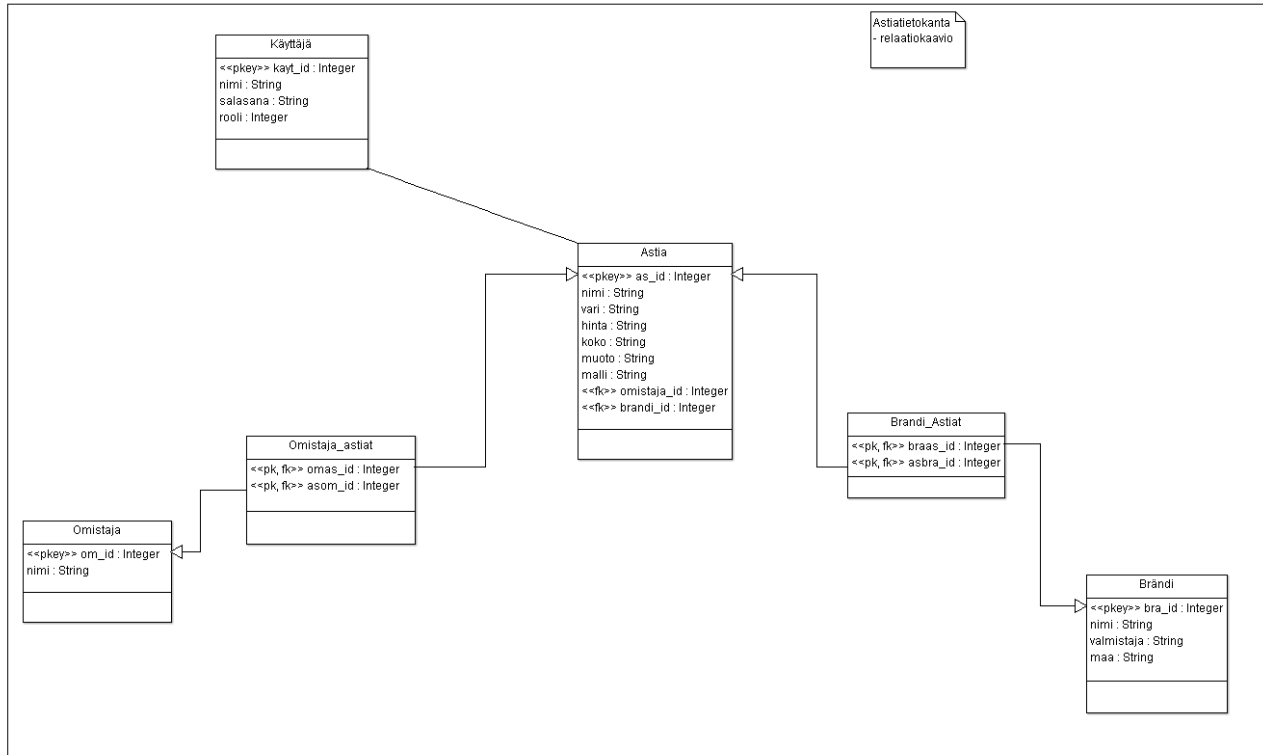 Astiatietokanta
- relaatiokaavio
Käyttäjä
<<pkey>> kayt_id : Integer
nimi : String
salasana : String
rooli : Integer
Astia
<<pkey>> as_id : Integer
nimi : String
vari : String
hinta : String
koko : String
muoto : String
malli : String
<<fk>> omistaja_id : Integer
<<fk>> brandi_id : Integer
Omistaja_astiat
<<pk, fk>> omas_id : Integer
<<pk, fk>> asom_id : Integer
Brandi_Astiat
<<pk, fk>> braas_id : Integer
<<pk, fk>> asbra_id : Integer
Omistaja
<<pkey>> om_id : Integer
nimi : String
Brändi
<<pkey>> bra_id : Integer
nimi : String
valmistaja : String
maa : String